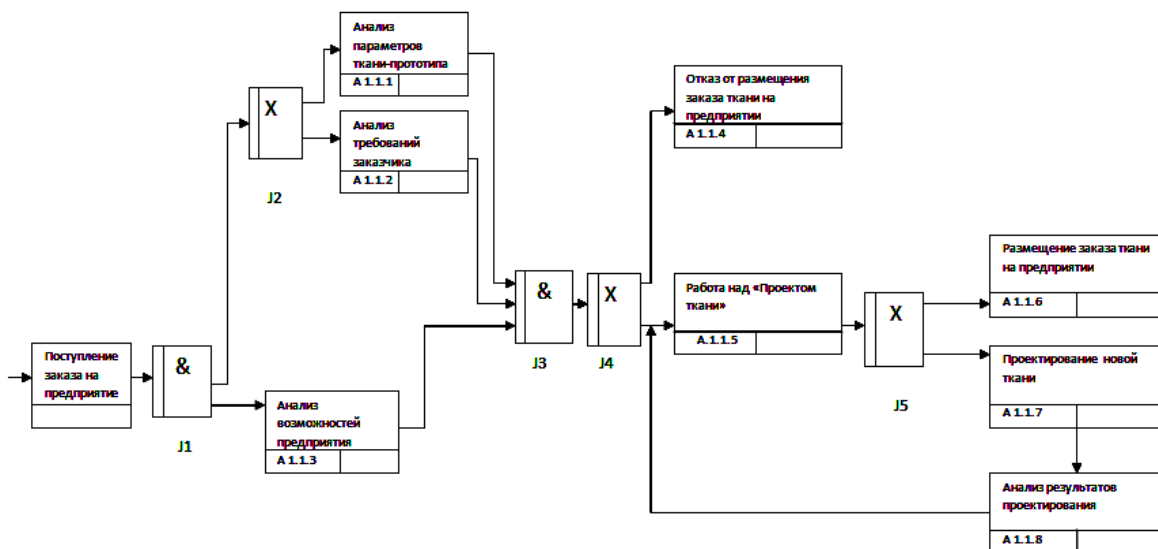 Анализ
параметров
ткани-прототипа
А 1.1.1
X
J2
Анализ
требований
заказчика
А 1.1.2
Отказ от размещения
заказа ткани на
предприятии
А 1.1.4
Поступление
заказа на
предприятие
&
J1
Анализ
возможностей
предприятия
А 1.1.3
&
J3
X
J4
Работа над «Проектом
ткани»
А.1.1.5
X
J5
Размещение заказа ткани
на предприятии
А 1.1.6
Проектирование новой
ткани
А 1.1.7
Анализ результатов
проектирования
А 1.1.8